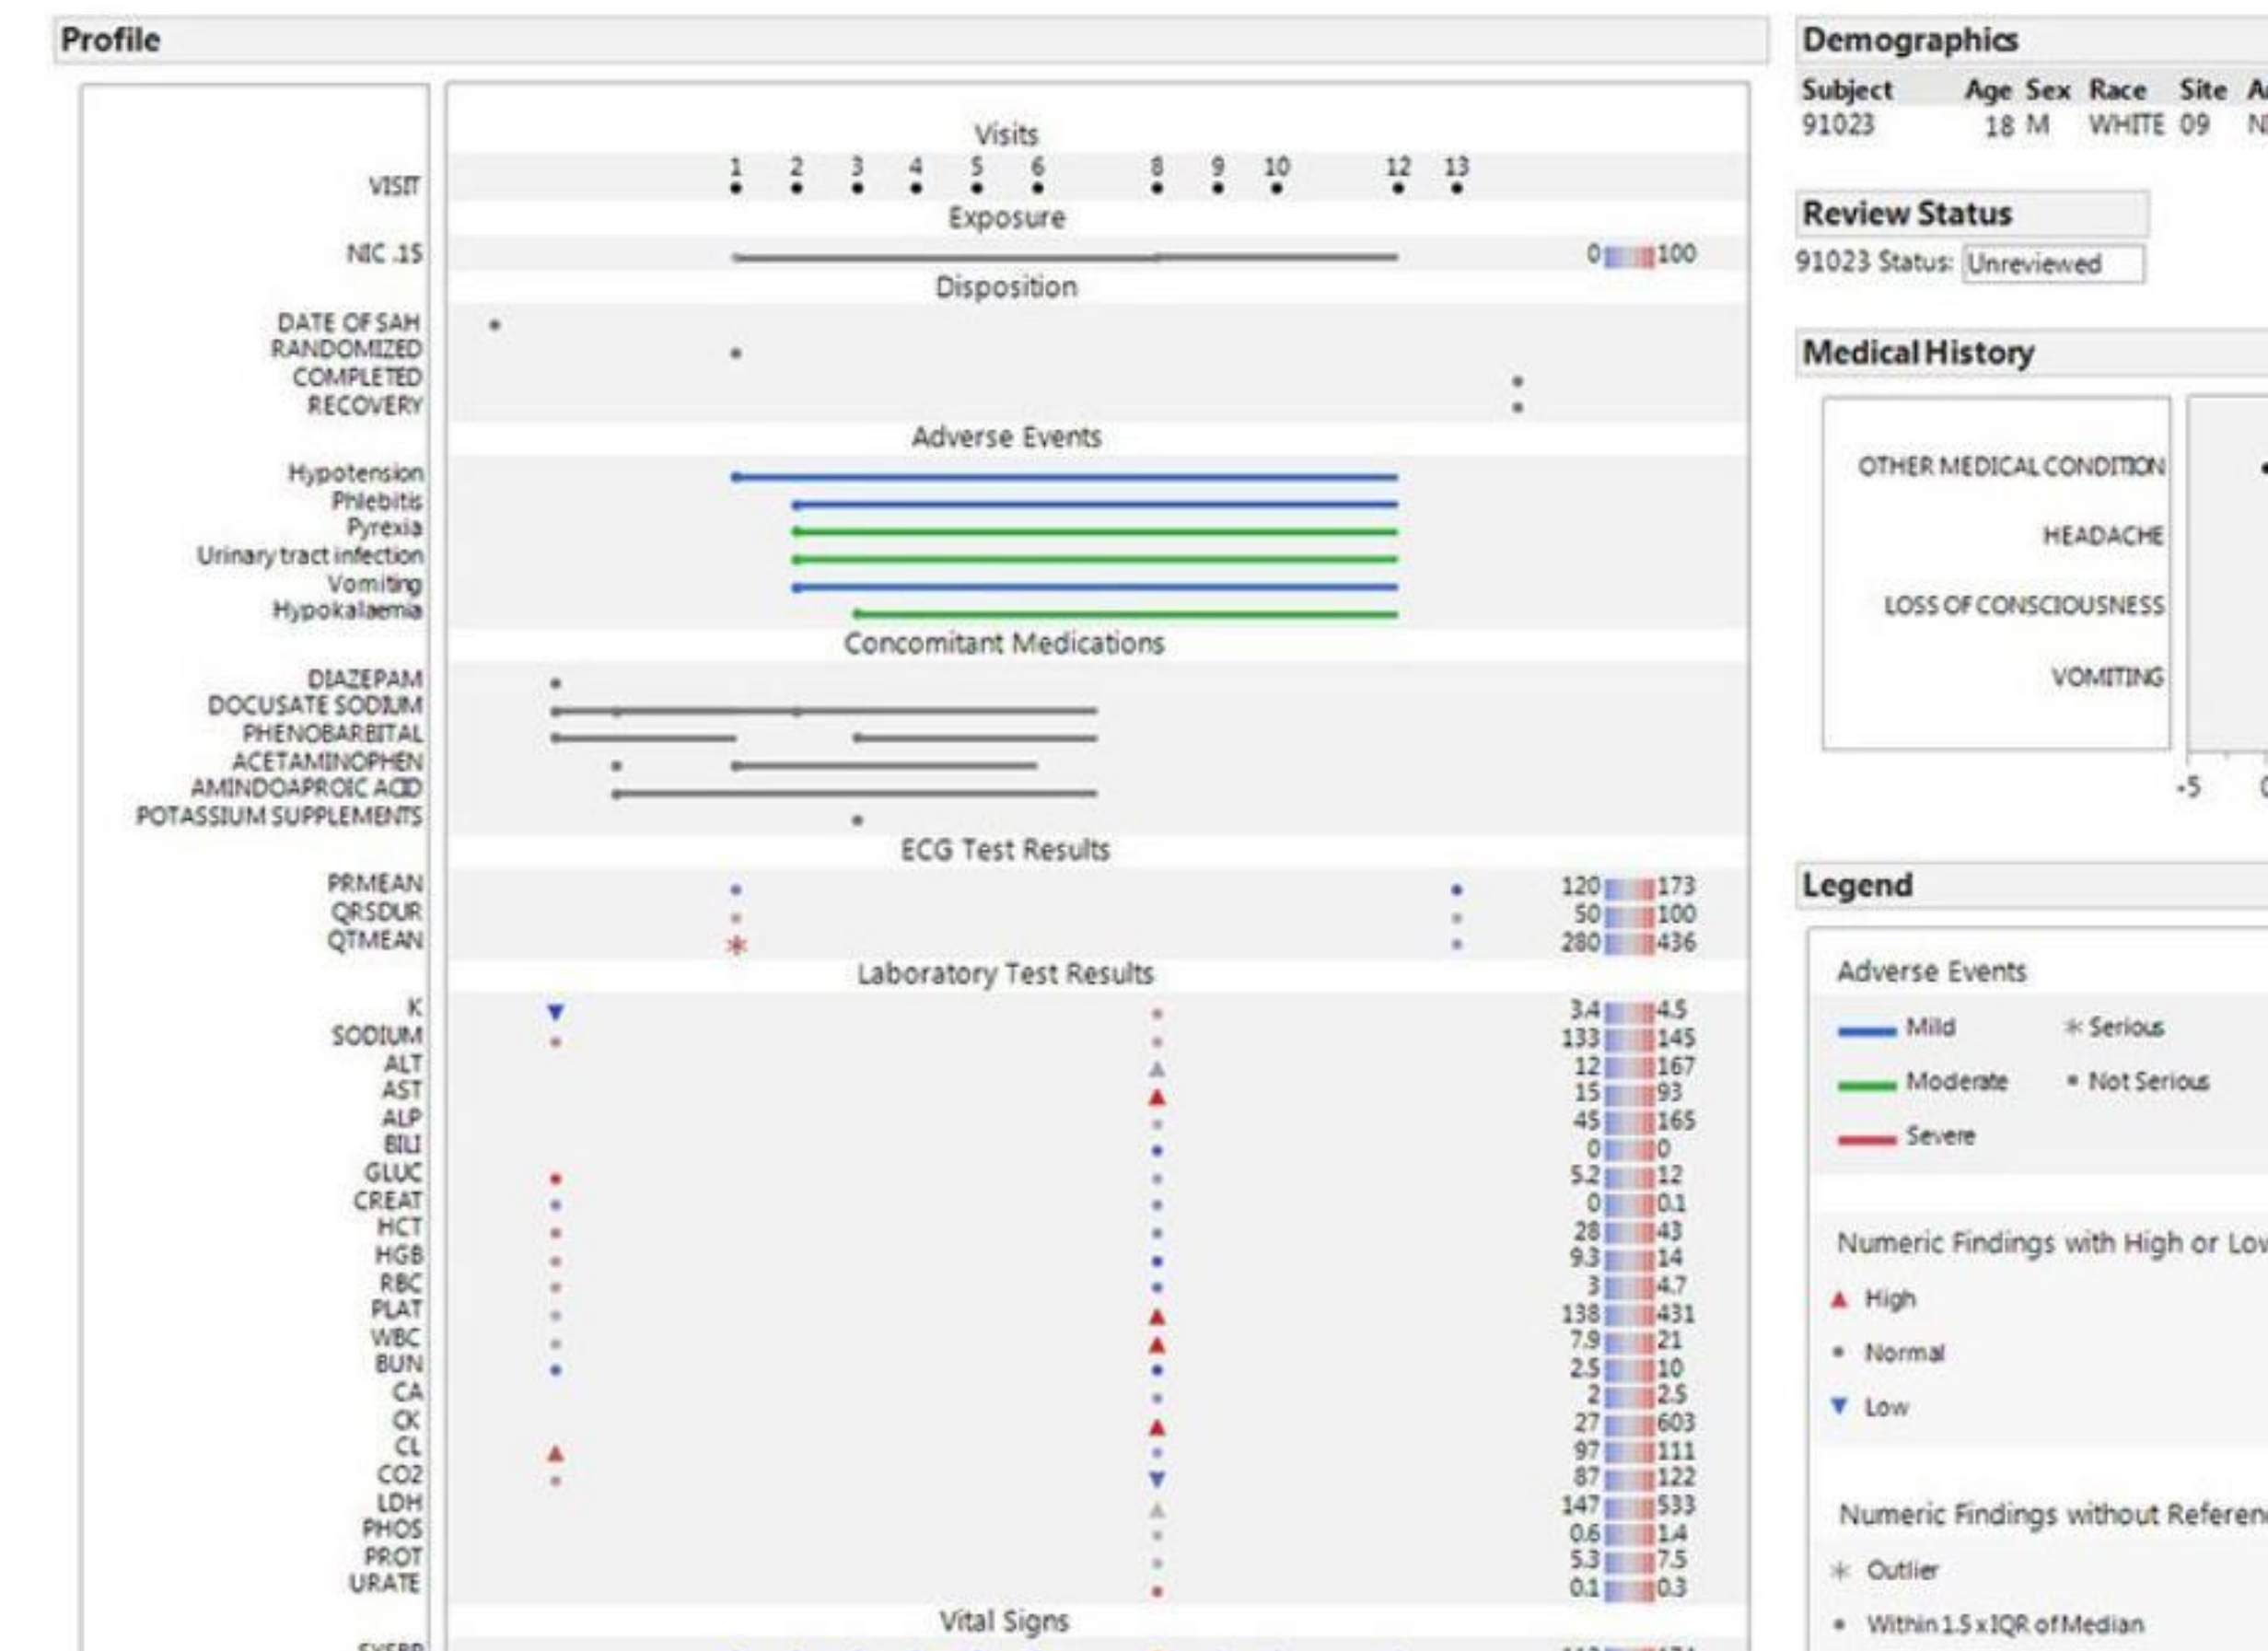 Profile
Visits
VISIT 1 2 3 4 5 6 8 9 10 12 13
Exposure
NIC .15 0 100
Disposition
DATE OF SAH
RANDOMIZED
COMPLETED
RECOVERY
Adverse Events
Hypotension
Phlebitis
Pyrexia
Urinary tract infection
Vomiting
Hypokalaemia
Concomitant Medications
DIAZEPAM
DOCUSATE SODIUM
PHENOBARBITAL
ACETAMINOPHEN
AMINDOAPROIC ACID
POTASSIUM SUPPLEMENTS
ECG Test Results
PRMEAN 120 173
QRSDUR 50 100
QTMEAN 280 436
Laboratory Test Results
K 3.4 4.5
SODIUM 133 145
ALT 12 167
AST 15 93
ALP 45 165
BILI 0 0
GLUC 5.2 12
CREAT 0 0.1
HCT 28 43
HGB 9.3 14
RBC 3 4.7
PLAT 138 431
WBC 7.9 21
BUN 2.5 10
CA 2 2.5
CK 27 603
CL 97 111
CO2 87 122
LDH 147 533
PHOS 0.6 1.4
PROT 5.3 7.5
URATE 0.1 0.3
Vital Signs
Demographics
Subject Age Sex Race Site
91023 18 M WHITE 09
Review Status
91023 Status: Unreviewed
Medical History
OTHER MEDICAL CONDITION
HEADACHE
LOSS OF CONSCIOUSNESS
VOMITING
-5
Legend
Adverse Events
Mild * Serious
Moderate Not Serious
Severe
Numeric Findings with High or
High
Normal
Low
Numeric Findings without
* Outlier
Within 1.5 x IQR of Median